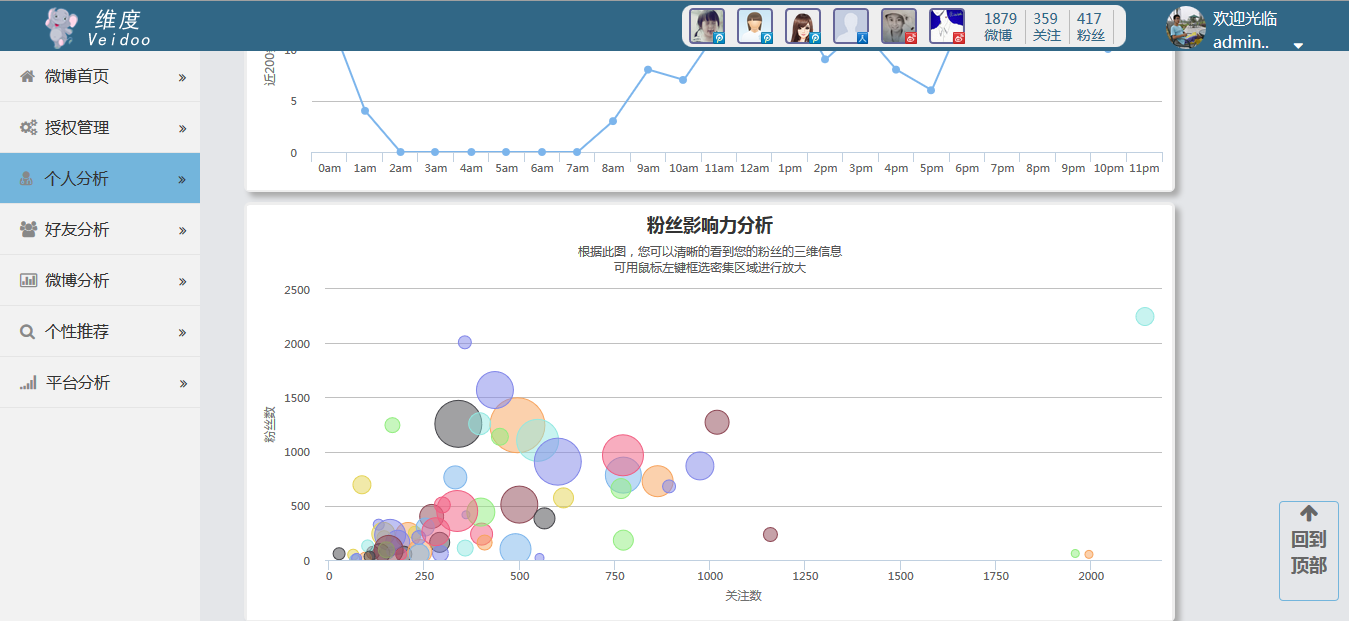 维度
Veidoo
1879 359 417
微博 关注 粉丝
欢迎光临
admin..
微博首页 »
授权管理 »
个人分析 »
好友分析 »
微博分析 »
个性推荐 »
平台分析 »
近200
10
5
0
0am 1am 2am 3am 4am 5am 6am 7am 8am 9am 10am 11am 12am 1pm 2pm 3pm 4pm 5pm 6pm 7pm 8pm 9pm 10pm 11pm
粉丝影响力分析
根据此图，您可以清晰的看到您的粉丝的三维信息
可用鼠标左键框选密集区域进行放大
粉丝数
2500
2000
1500
1000
500
0
0 250 500 750 1000 1250 1500 1750 2000
关注数
回到
顶部